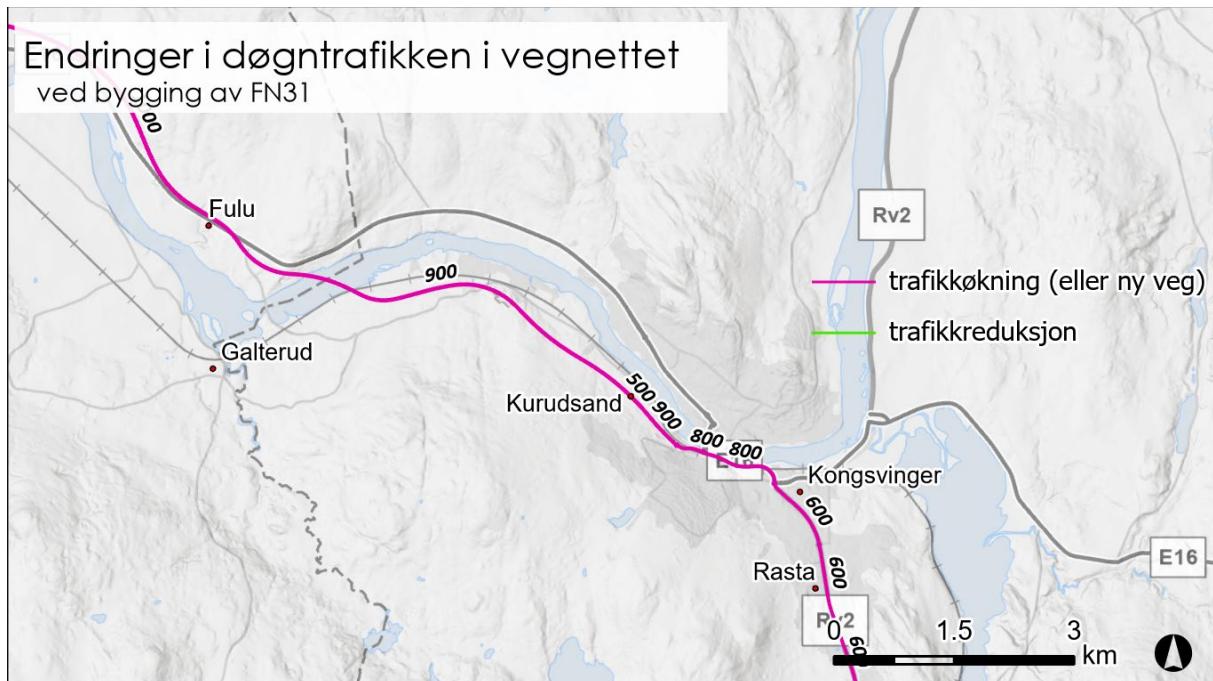 Endringer i døgntrafikken i vegnettet
ved bygging av FN31
Fulu
Rv2
900
trafikkøkning (eller ny veg)
trafikkreduksjon
Galterud
Kurudsand
500 900
800 800
Kongsvinger
600
E16
Rasta
600
Rv2
0 1.5 3
km